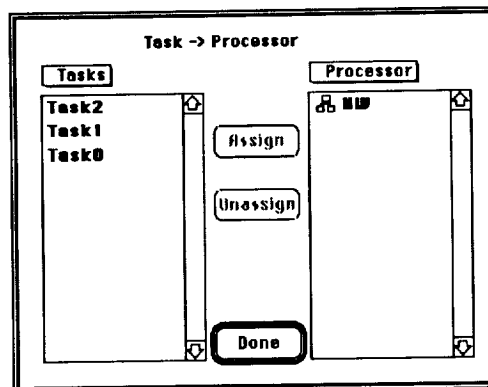 Task -> Processor
Tasks
Processor
Task2
Task1
Task0
Assign
Unassign
Done